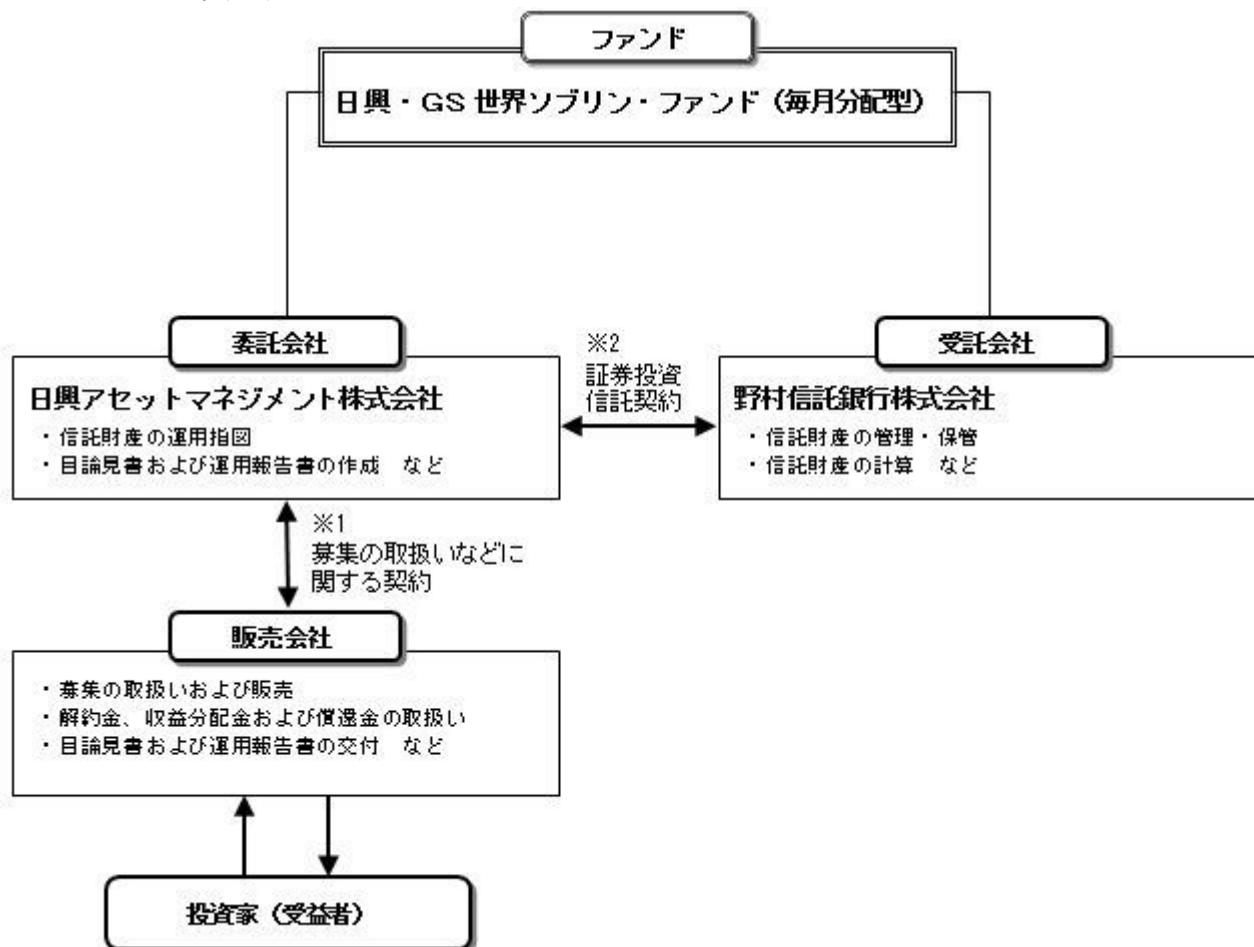 ファンド
日興・GS 世界ソブリン・ファンド（毎月分配型）
委託会社
日興アセットマネジメント株式会社
・信託財産の運用指図
・目論見書および運用報告書の作成　など
※2
証券投資
信託契約
受託会社
野村信託銀行株式会社
・信託財産の管理・保管
・信託財産の計算　など
※1
募集の取扱いなどに
関する契約
販売会社
・募集の取扱いおよび販売
・解約金、収益分配金および償還金の取扱い
・目論見書および運用報告書の交付　など
投資家（受益者）